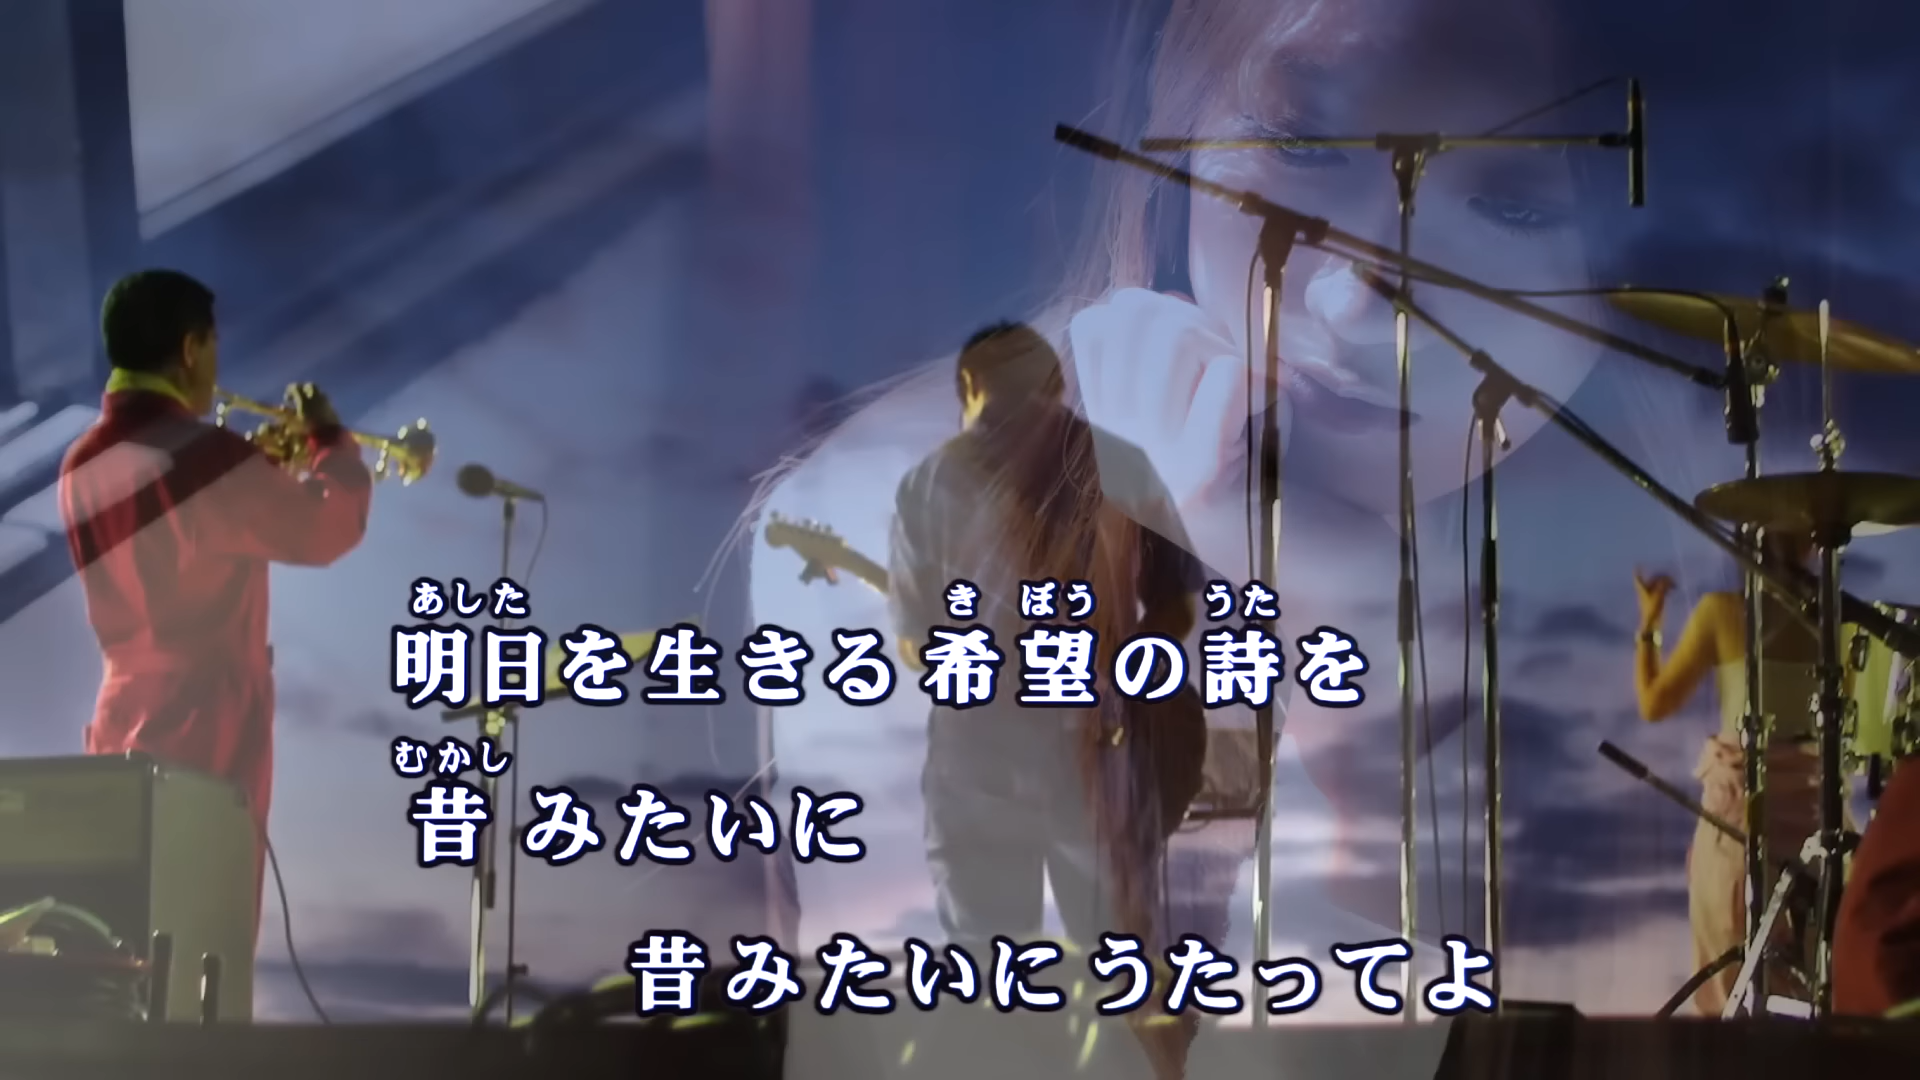 あした き ぼう うた
明日を生きる希望の詩を
むかし
昔みたいに
昔みたいにうたってよ